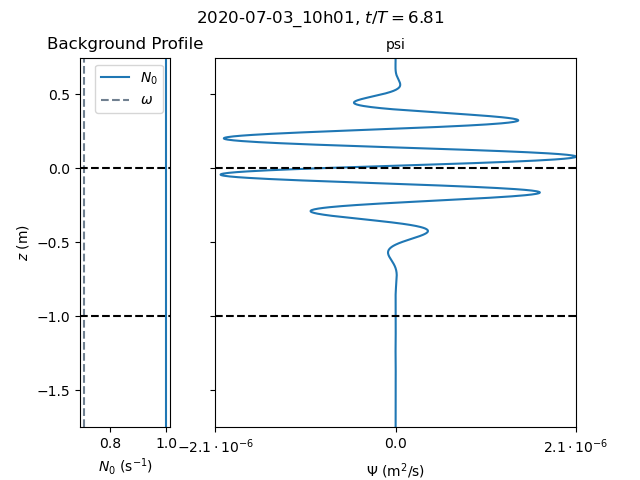 2020-07-03_10h01, t/T = 6.81
Background Profile
psi
N₀
ω
0.5
0.0
−0.5
−1.0
−1.5
z (m)
0.8 1.0
N₀ (s⁻¹)
−2.1 · 10⁻⁶ 0.0 2.1 · 10⁻⁶
Ψ (m²/s)